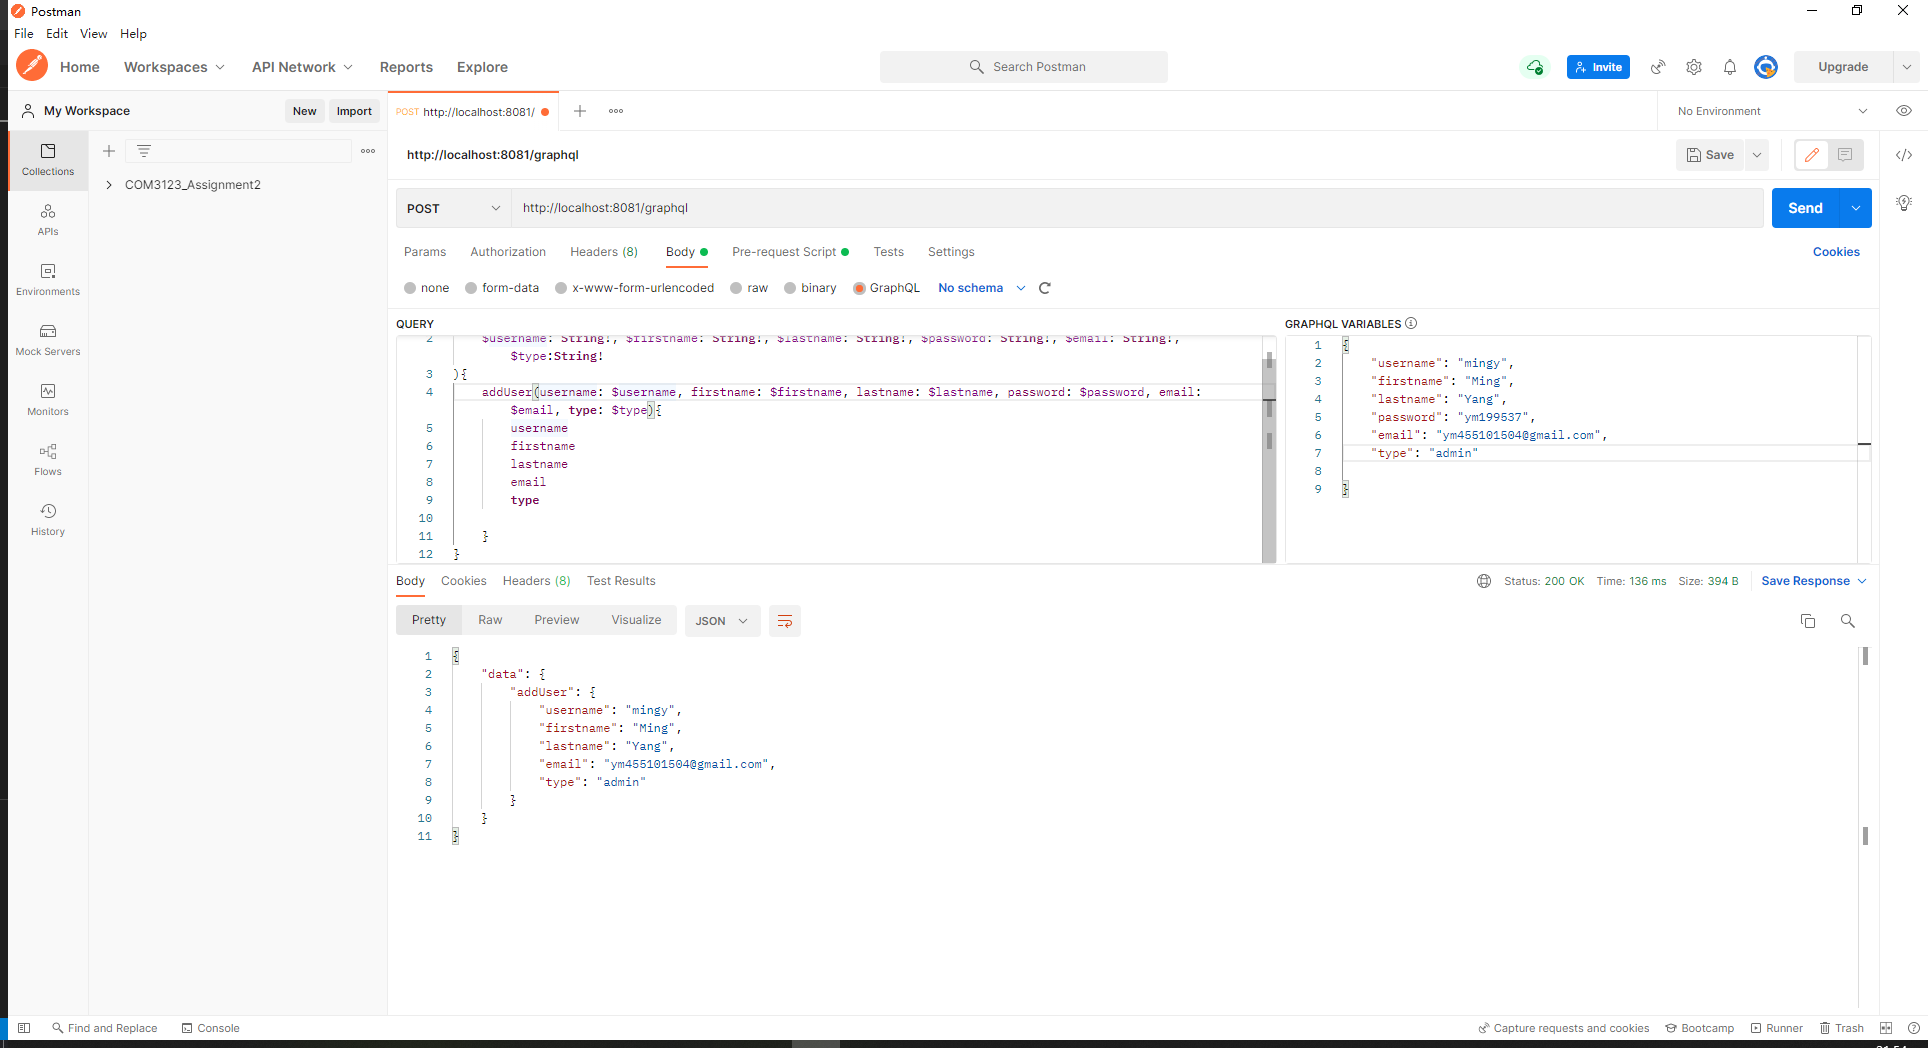 Postman
File Edit View Help
Home Workspaces API Network Reports Explore
Search Postman
Invite
Upgrade
My Workspace
New Import
POST http://localhost:8081/
No Environment
Collections
COM3123_Assignment2
APIs
Environments
Mock Servers
Monitors
Flows
History
http://localhost:8081/graphql
Save
POST http://localhost:8081/graphql
Send
Params Authorization Headers (8) Body Pre-request Script Tests Settings
Cookies
none form-data x-www-form-urlencoded raw binary GraphQL No schema
QUERY
2 $username: String!, $firstname: String!, $lastname: String!, $password: String!, $email: String!,
$type:String!
3 ){
4 addUser(username: $username, firstname: $firstname, lastname: $lastname, password: $password, email:
$email, type: $type){
5 username
6 firstname
7 lastname
8 email
9 type
10
11 }
12 }
GRAPHQL VARIABLES
1 {
2 "username": "mingy",
3 "firstname": "Ming",
4 "lastname": "Yang",
5 "password": "ym199537",
6 "email": "ym455101504@gmail.com",
7 "type": "admin"
8
9 }
Body Cookies Headers (8) Test Results
Status: 200 OK Time: 136 ms Size: 394 B Save Response
Pretty Raw Preview Visualize JSON
1 {
2 "data": {
3 "addUser": {
4 "username": "mingy",
5 "firstname": "Ming",
6 "lastname": "Yang",
7 "email": "ym455101504@gmail.com",
8 "type": "admin"
9 }
10 }
11 }
Find and Replace Console
Capture requests and cookies Bootcamp Runner Trash